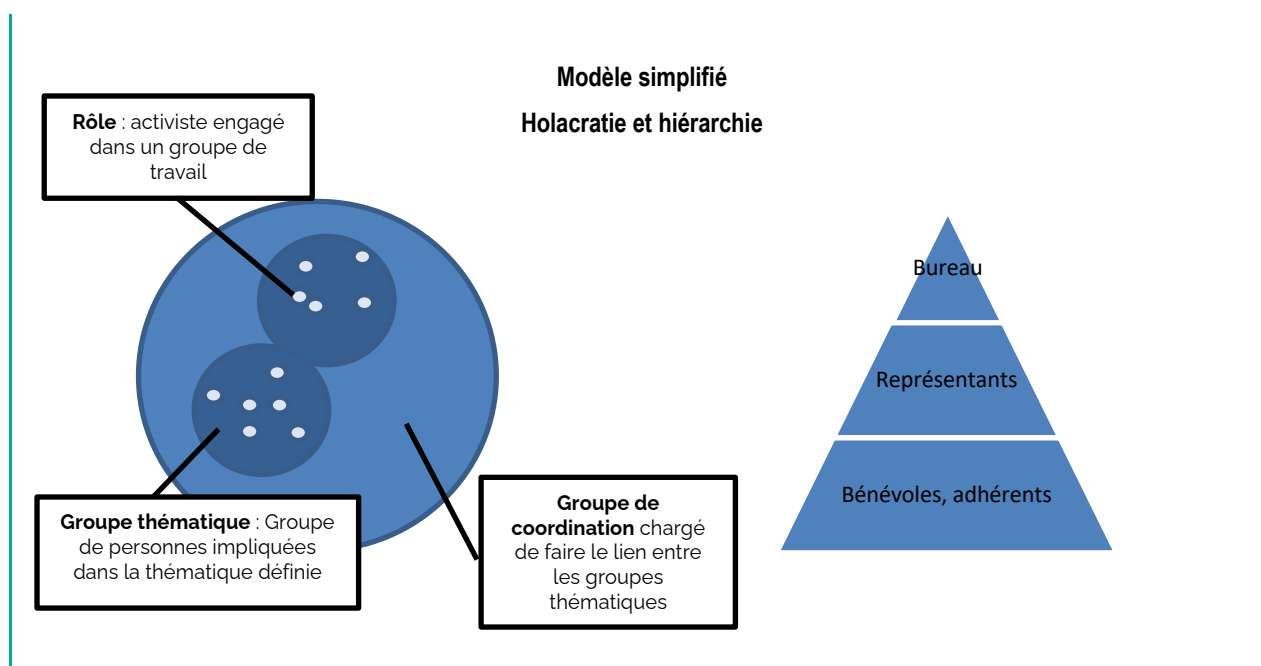 Modèle simplifié
Holacratie et hiérarchie
Rôle : activiste engagé
dans un groupe de
travail
Groupe thématique : Groupe
de personnes impliquées
dans la thématique définie
Groupe de
coordination chargé
de faire le lien entre
les groupes
thématiques
Bureau
Représentants
Bénévoles, adhérents